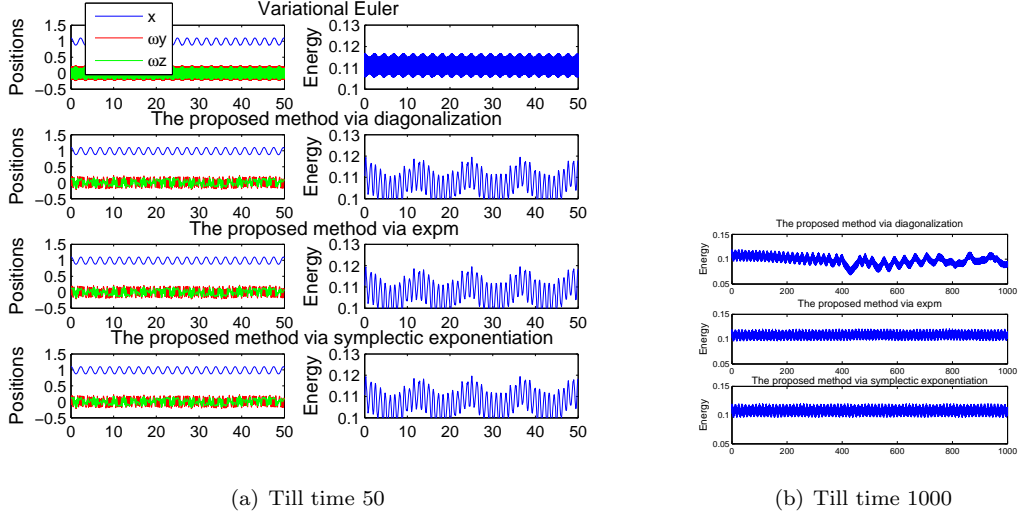 Variational Euler
Positions
1.5
1
0.5
0
−0.5
x
ωy
ωz
0 10 20 30 40 50
Energy
0.13
0.12
0.11
0.1
0 10 20 30 40 50
The proposed method via diagonalization
Positions
1.5
1
0.5
0
−0.5
0 10 20 30 40 50
Energy
0.13
0.12
0.11
0.1
0 10 20 30 40 50
The proposed method via expm
Positions
1.5
1
0.5
0
−0.5
0 10 20 30 40 50
Energy
0.13
0.12
0.11
0.1
0 10 20 30 40 50
The proposed method via symplectic exponentiation
Positions
1.5
1
0.5
0
−0.5
0 10 20 30 40 50
Energy
0.13
0.12
0.11
0.1
0 10 20 30 40 50
(a) Till time 50
The proposed method via diagonalization
Energy
0.15
0.1
0.05
0 200 400 600 800 1000
The proposed method via expm
Energy
0.15
0.1
0.05
0 200 400 600 800 1000
The proposed method via symplectic exponentiation
Energy
0.15
0.1
0.05
0 200 400 600 800 1000
(b) Till time 1000